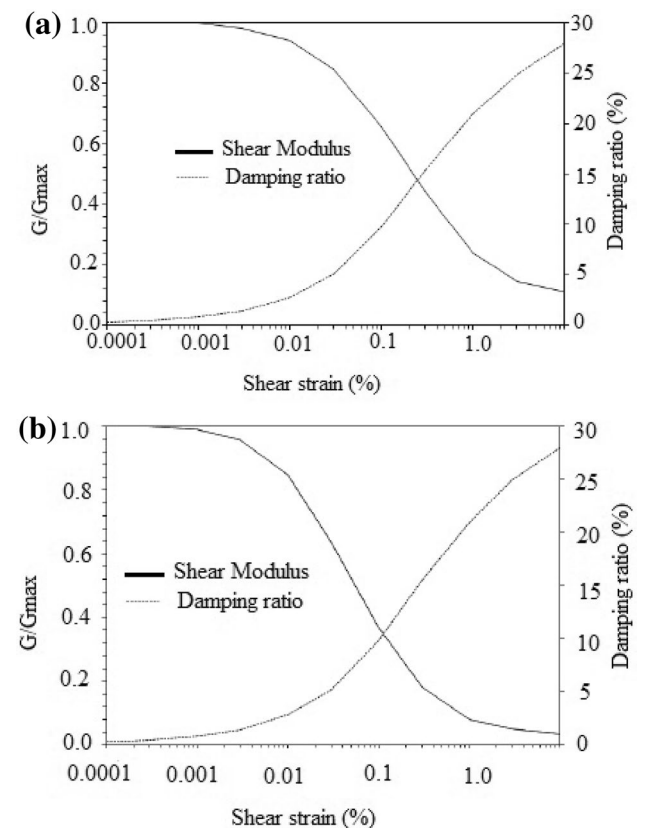 (a)
1.0
0.8
0.6
0.4
0.2
0.0
G/Gmax
30
25
20
15
10
5
0
Damping ratio (%)
Shear Modulus
Damping ratio
0.0001 0.001 0.01 0.1 1.0
Shear strain (%)
(b)
1.0
0.8
0.6
0.4
0.2
0.0
G/Gmax
30
25
20
15
10
5
0
Damping ratio (%)
Shear Modulus
Damping ratio
0.0001 0.001 0.01 0.1 1.0
Shear strain (%)